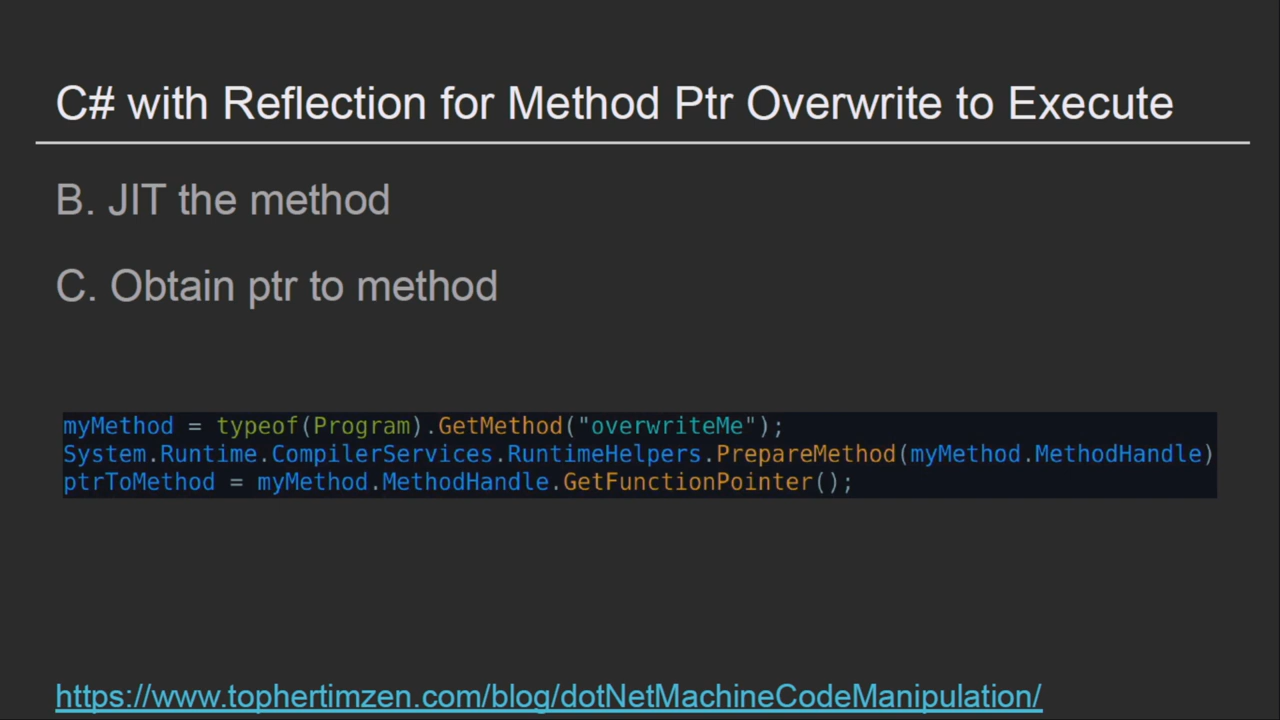 C# with Reflection for Method Ptr Overwrite to Execute
B. JIT the method
C. Obtain ptr to method
myMethod = typeof(Program).GetMethod("overwriteMe");
System.Runtime.CompilerServices.RuntimeHelpers.PrepareMethod(myMethod.MethodHandle)
ptrToMethod = myMethod.MethodHandle.GetFunctionPointer();
https://www.tophertimzen.com/blog/dotNetMachineCodeManipulation/